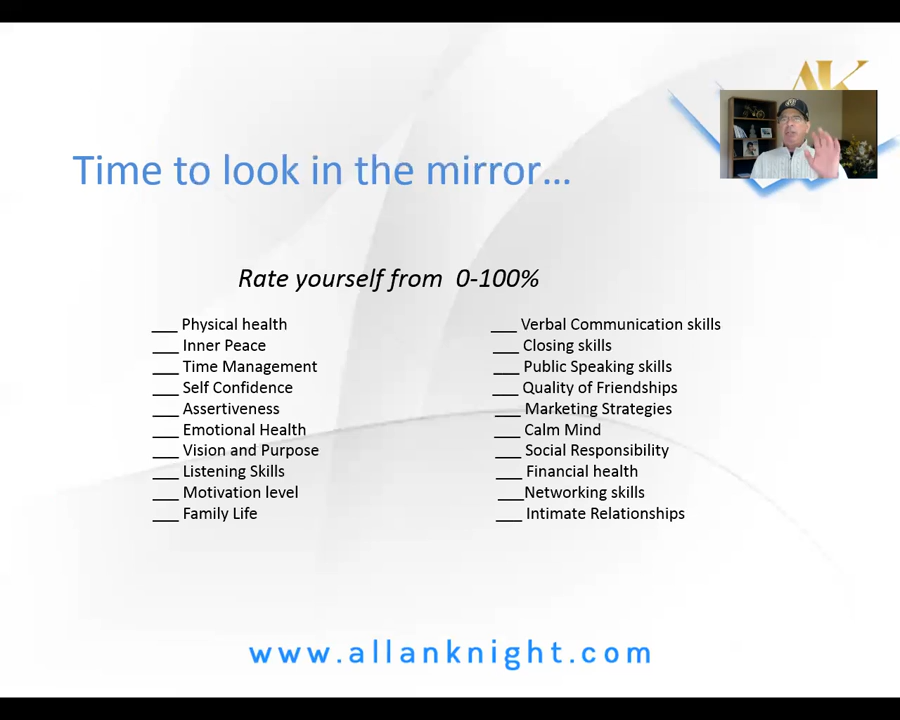 AK
Time to look in the mirror...
Rate yourself from 0-100%
___ Physical health
___ Inner Peace
___ Time Management
___ Self Confidence
___ Assertiveness
___ Emotional Health
___ Vision and Purpose
___ Listening Skills
___ Motivation level
___ Family Life
___ Verbal Communication skills
___ Closing skills
___ Public Speaking skills
___ Quality of Friendships
___ Marketing Strategies
___ Calm Mind
___ Social Responsibility
___ Financial health
___Networking skills
___ Intimate Relationships
www.allanknight.com